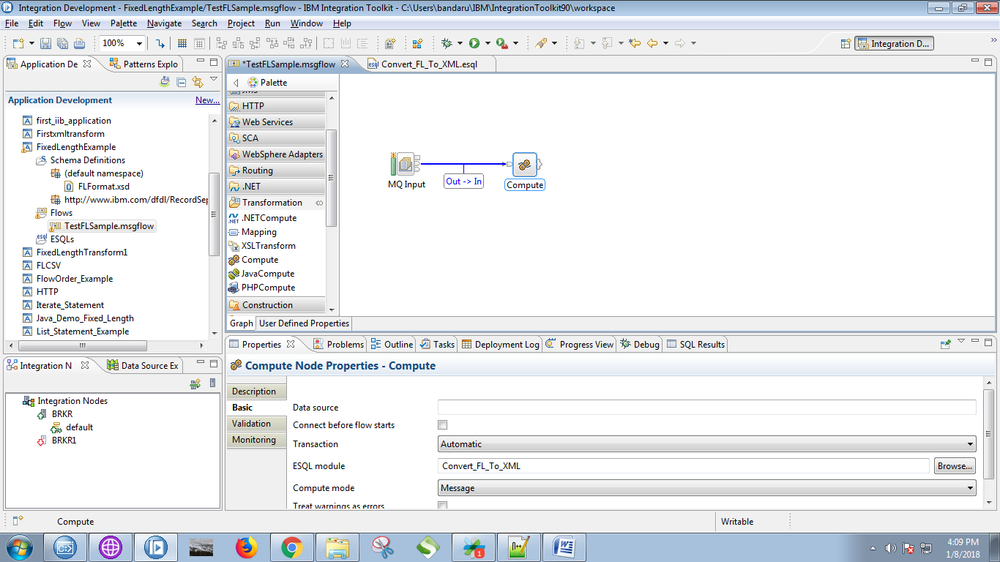 Integration Development - FixedLengthExample/TestFLSample.msgflow - IBM Integration Toolkit - C:\Users\bandaru\IBM\IntegrationToolkit90\workspace
File Edit Flow View Palette Navigate Search Project Run Window Help
100%
Integration D...
Application De
Patterns Explo
Application Development
New...
first_iib_application
Firstxmltransform
FixedLengthExample
Schema Definitions
(default namespace)
FLFormat.xsd
http://www.ibm.com/dfdl/RecordSep
Flows
TestFLSample.msgflow
esql ESQLs
FixedLengthTransform1
FLCSV
FlowOrder_Example
HTTP
Iterate_Statement
Java_Demo_Fixed_Length
List_Statement_Example
Integration N
Data Source Ex
Integration Nodes
BRKR
default
BRKR1
*TestFLSample.msgflow
esql Convert_FL_To_XML.esql
Palette
JMS
HTTP
Web Services
SCA
WebSphere Adapters
Routing
.NET
Transformation
.NETCompute
Mapping
XSLTransform
Compute
JavaCompute
PHPCompute
Construction
MQ Input
Out -> In
Compute
Graph
User Defined Properties
Properties
Problems
Outline
Tasks
Deployment Log
Progress View
Debug
SQL Results
Compute Node Properties - Compute
Description
Basic
Validation
Monitoring
Data source
Connect before flow starts
Transaction
Automatic
ESQL module
Convert_FL_To_XML
Browse...
Compute mode
Message
Treat warnings as errors
Compute
Writable
4:09 PM
1/8/2018